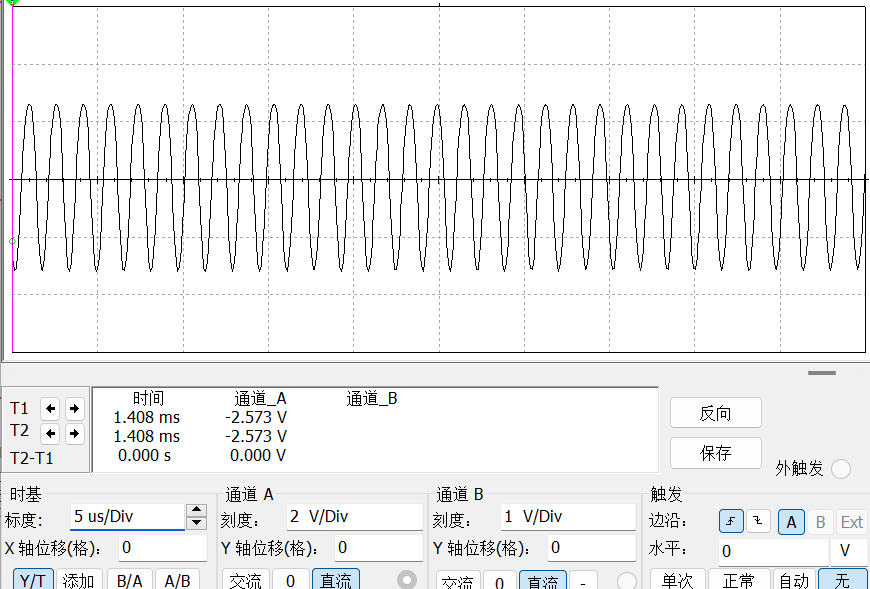 时间 通道_A 通道_B
T1 1.408 ms -2.573 V
T2 1.408 ms -2.573 V
T2-T1 0.000 s 0.000 V
反向
保存
外触发
时基 通道 A 通道 B 触发
标度： 5 us/Div 刻度： 2 V/Div 刻度： 1 V/Div 边沿： A B Ext
X 轴位移(格)： 0 Y 轴位移(格)： 0 Y 轴位移(格)： 0 水平： 0 V
Y/T 添加 B/A A/B 交流 0 直流 交流 0 直流 - 单次 正常 自动 无